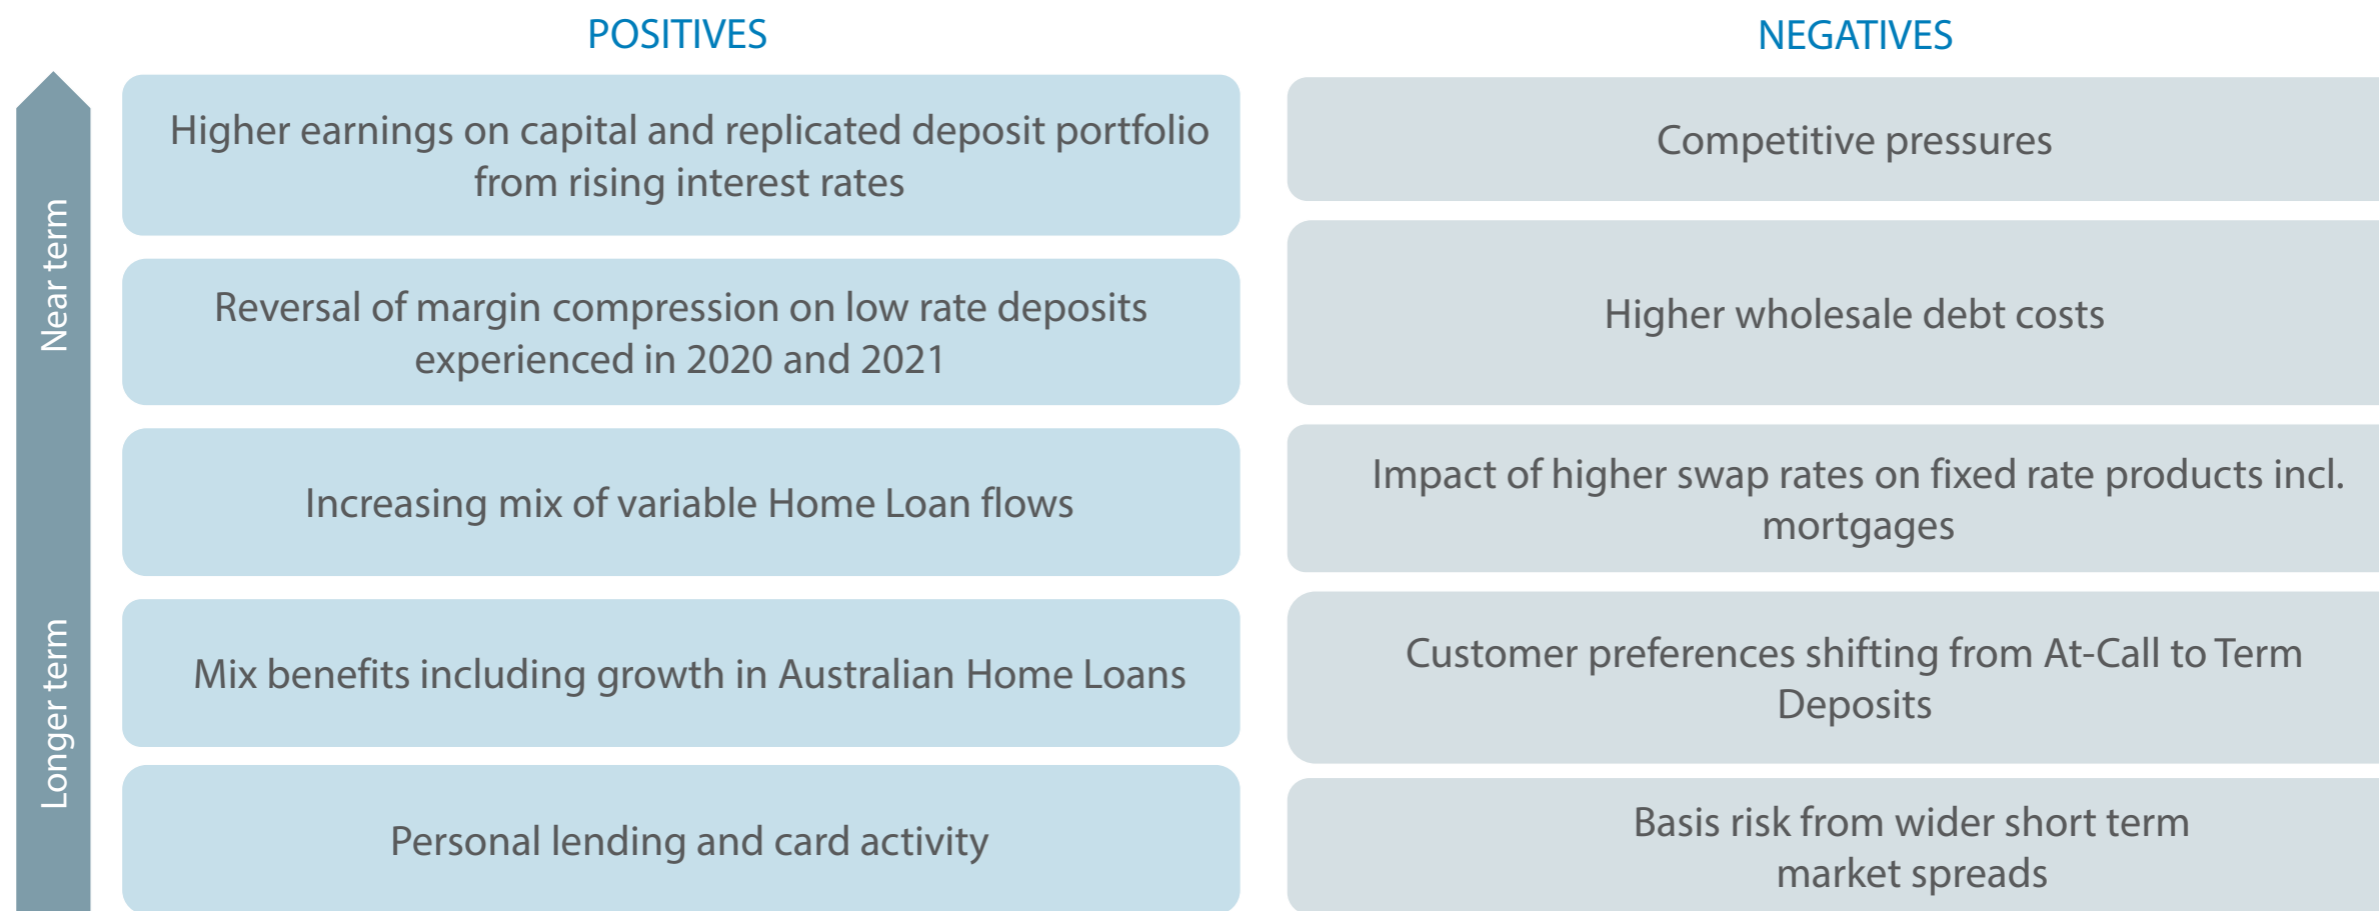 POSITIVES
Higher earnings on capital and replicated deposit portfolio
from rising interest rates
Reversal of margin compression on low rate deposits
experienced in 2020 and 2021
Increasing mix of variable Home Loan flows
Mix benefits including growth in Australian Home Loans
Personal lending and card activity
NEGATIVES
Competitive pressures
Higher wholesale debt costs
Impact of higher swap rates on fixed rate products incl.
mortgages
Customer preferences shifting from At-Call to Term
Deposits
Basis risk from wider short term
market spreads
Near term
Longer term